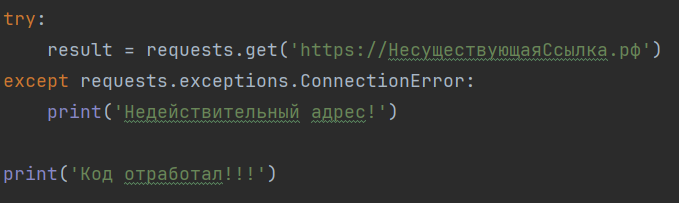 try:
    result = requests.get('https://НесуществующаяСсылка.рф')
except requests.exceptions.ConnectionError:
    print('Недействительный адрес!')
print('Код отработал!!!')